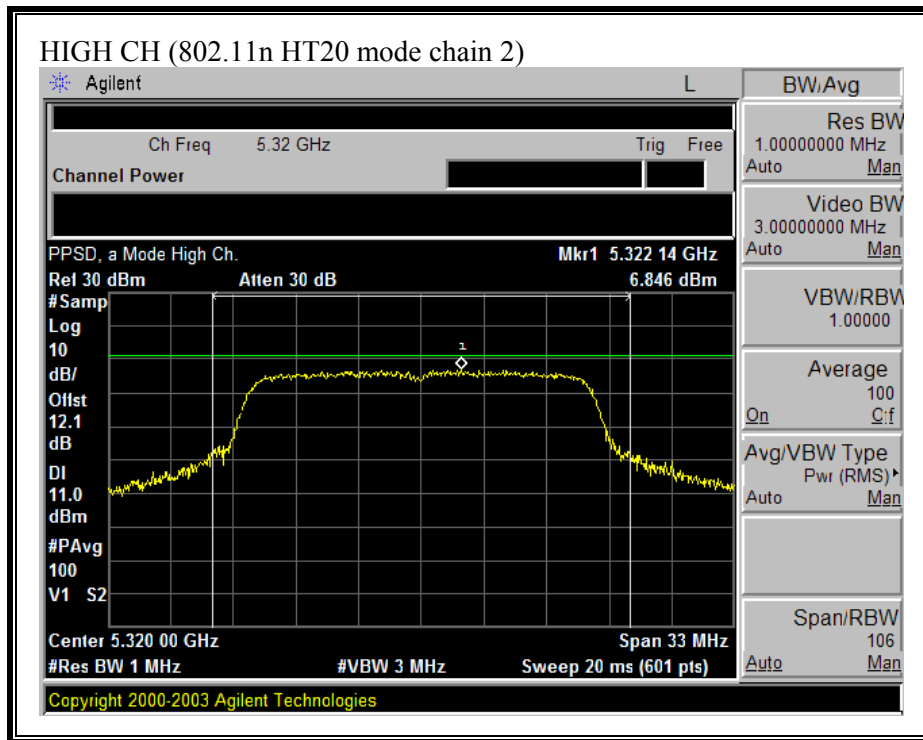 HIGH CH (802.11n HT20 mode chain 2)
Agilent L BW/Avg
Ch Freq 5.32 GHz Trig Free
Channel Power
Res BW
1.00000000 MHz
Auto Man
Video BW
3.00000000 MHz
Auto Man
PPSD, a Mode High Ch. Mkr1 5.322 14 GHz
Ref 30 dBm Atten 30 dB 6.846 dBm
#Samp
Log
10
dB/
Offst
12.1
dB
DI
11.0
dBm
#PAvg
100
V1 S2
1
VBW/RBW
1.00000
Average
100
On Off
Avg/VBW Type
Pwr (RMS)
Auto Man
Span/RBW
106
Auto Man
Center 5.320 00 GHz Span 33 MHz
#Res BW 1 MHz #VBW 3 MHz Sweep 20 ms (601 pts)
Copyright 2000-2003 Agilent Technologies